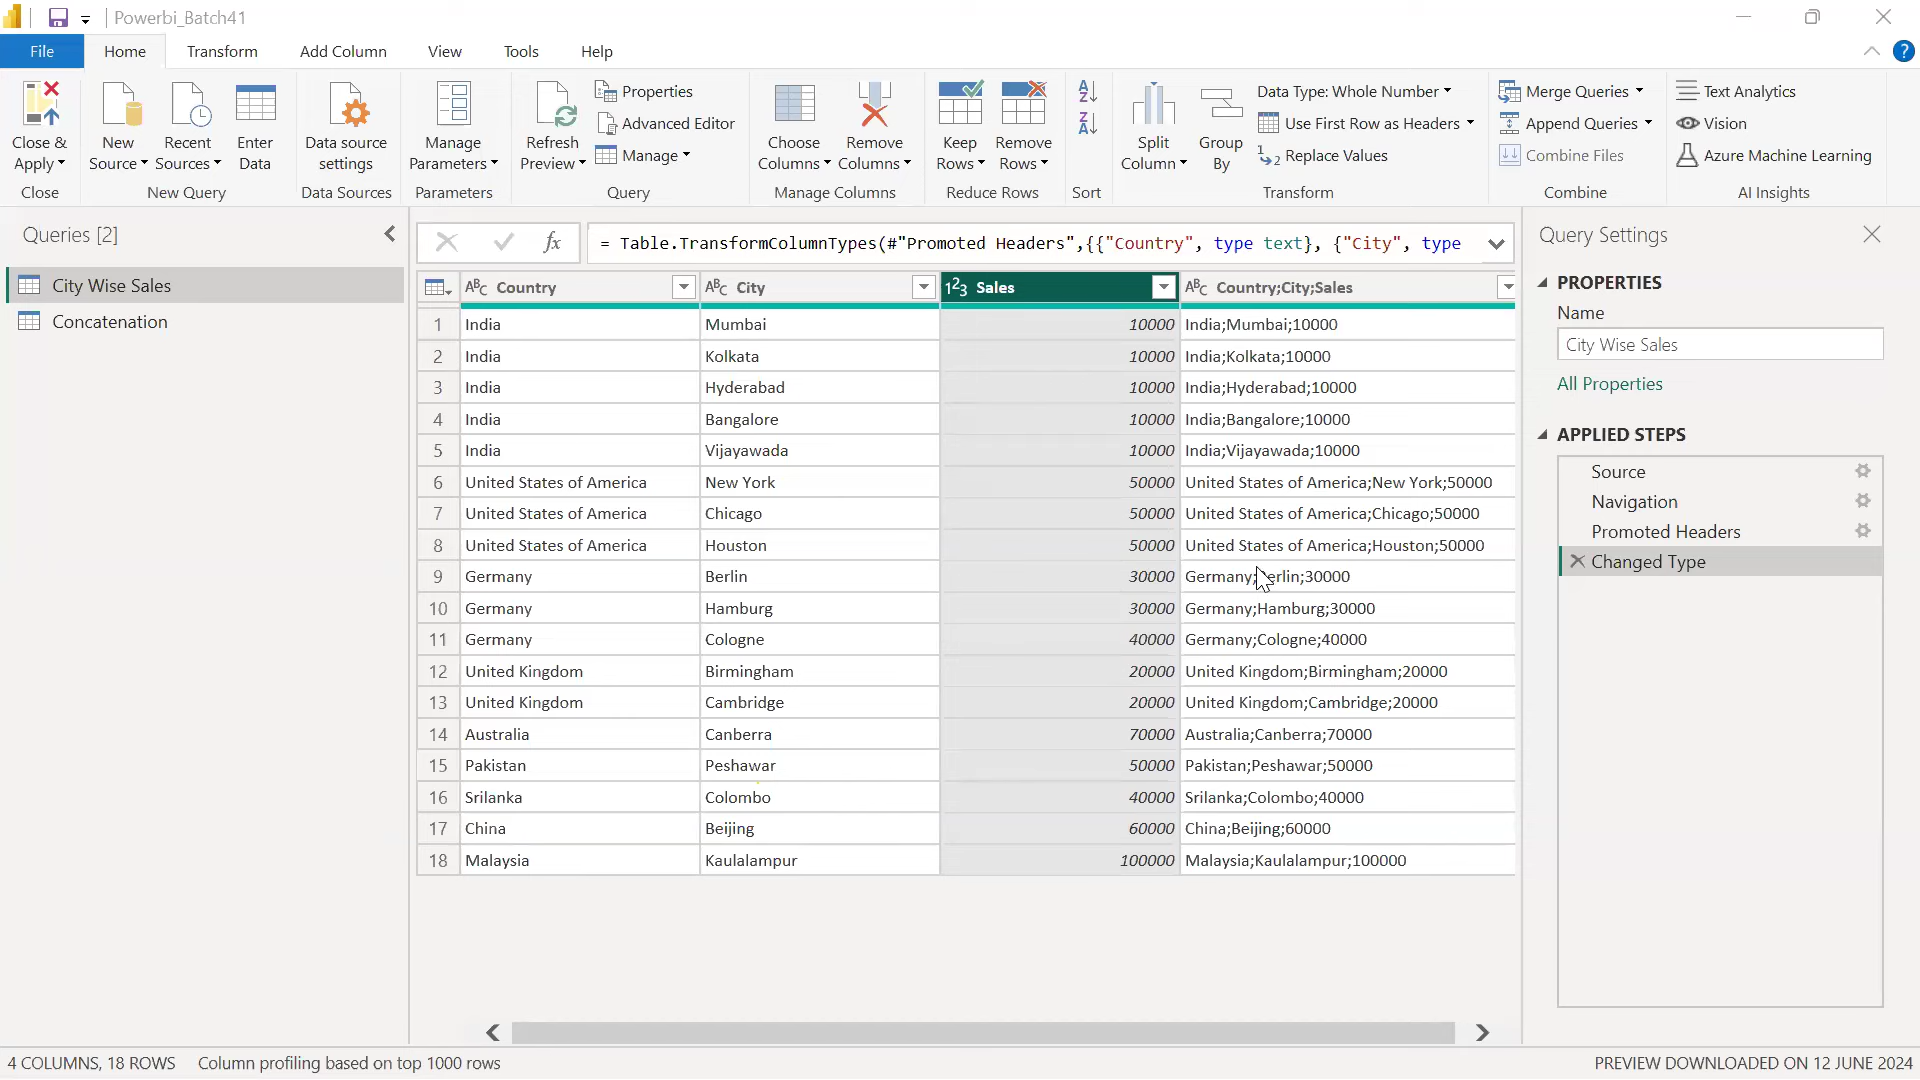 Powerbi_Batch41
File Home Transform Add Column View Tools Help
?
Close & Apply
New Source
Recent Sources
Enter Data
Data source settings
Manage Parameters
Refresh Preview
Properties
Advanced Editor
Manage
Choose Columns
Remove Columns
Keep Rows
Remove Rows
A Z
Z A
Split Column
Group By
Data Type: Whole Number
Use First Row as Headers
1 2 Replace Values
Merge Queries
Append Queries
Combine Files
Text Analytics
Vision
Azure Machine Learning
Close New Query Data Sources Parameters Query Manage Columns Reduce Rows Sort Transform Combine AI Insights
Queries [2]
City Wise Sales
Concatenation
fx = Table.TransformColumnTypes(#"Promoted Headers",{{"Country", type text}, {"City", type
ABC Country ABC City 123 Sales ABC Country;City;Sales
1 India Mumbai 10000 India;Mumbai;10000
2 India Kolkata 10000 India;Kolkata;10000
3 India Hyderabad 10000 India;Hyderabad;10000
4 India Bangalore 10000 India;Bangalore;10000
5 India Vijayawada 10000 India;Vijayawada;10000
6 United States of America New York 50000 United States of America;New York;50000
7 United States of America Chicago 50000 United States of America;Chicago;50000
8 United States of America Houston 50000 United States of America;Houston;50000
9 Germany Berlin 30000 Germany;Berlin;30000
10 Germany Hamburg 30000 Germany;Hamburg;30000
11 Germany Cologne 40000 Germany;Cologne;40000
12 United Kingdom Birmingham 20000 United Kingdom;Birmingham;20000
13 United Kingdom Cambridge 20000 United Kingdom;Cambridge;20000
14 Australia Canberra 70000 Australia;Canberra;70000
15 Pakistan Peshawar 50000 Pakistan;Peshawar;50000
16 Srilanka Colombo 40000 Srilanka;Colombo;40000
17 China Beijing 60000 China;Beijing;60000
18 Malaysia Kaulalampur 100000 Malaysia;Kaulalampur;100000
Query Settings
PROPERTIES
Name
City Wise Sales
All Properties
APPLIED STEPS
Source
Navigation
Promoted Headers
Changed Type
4 COLUMNS, 18 ROWS Column profiling based on top 1000 rows
PREVIEW DOWNLOADED ON 12 JUNE 2024